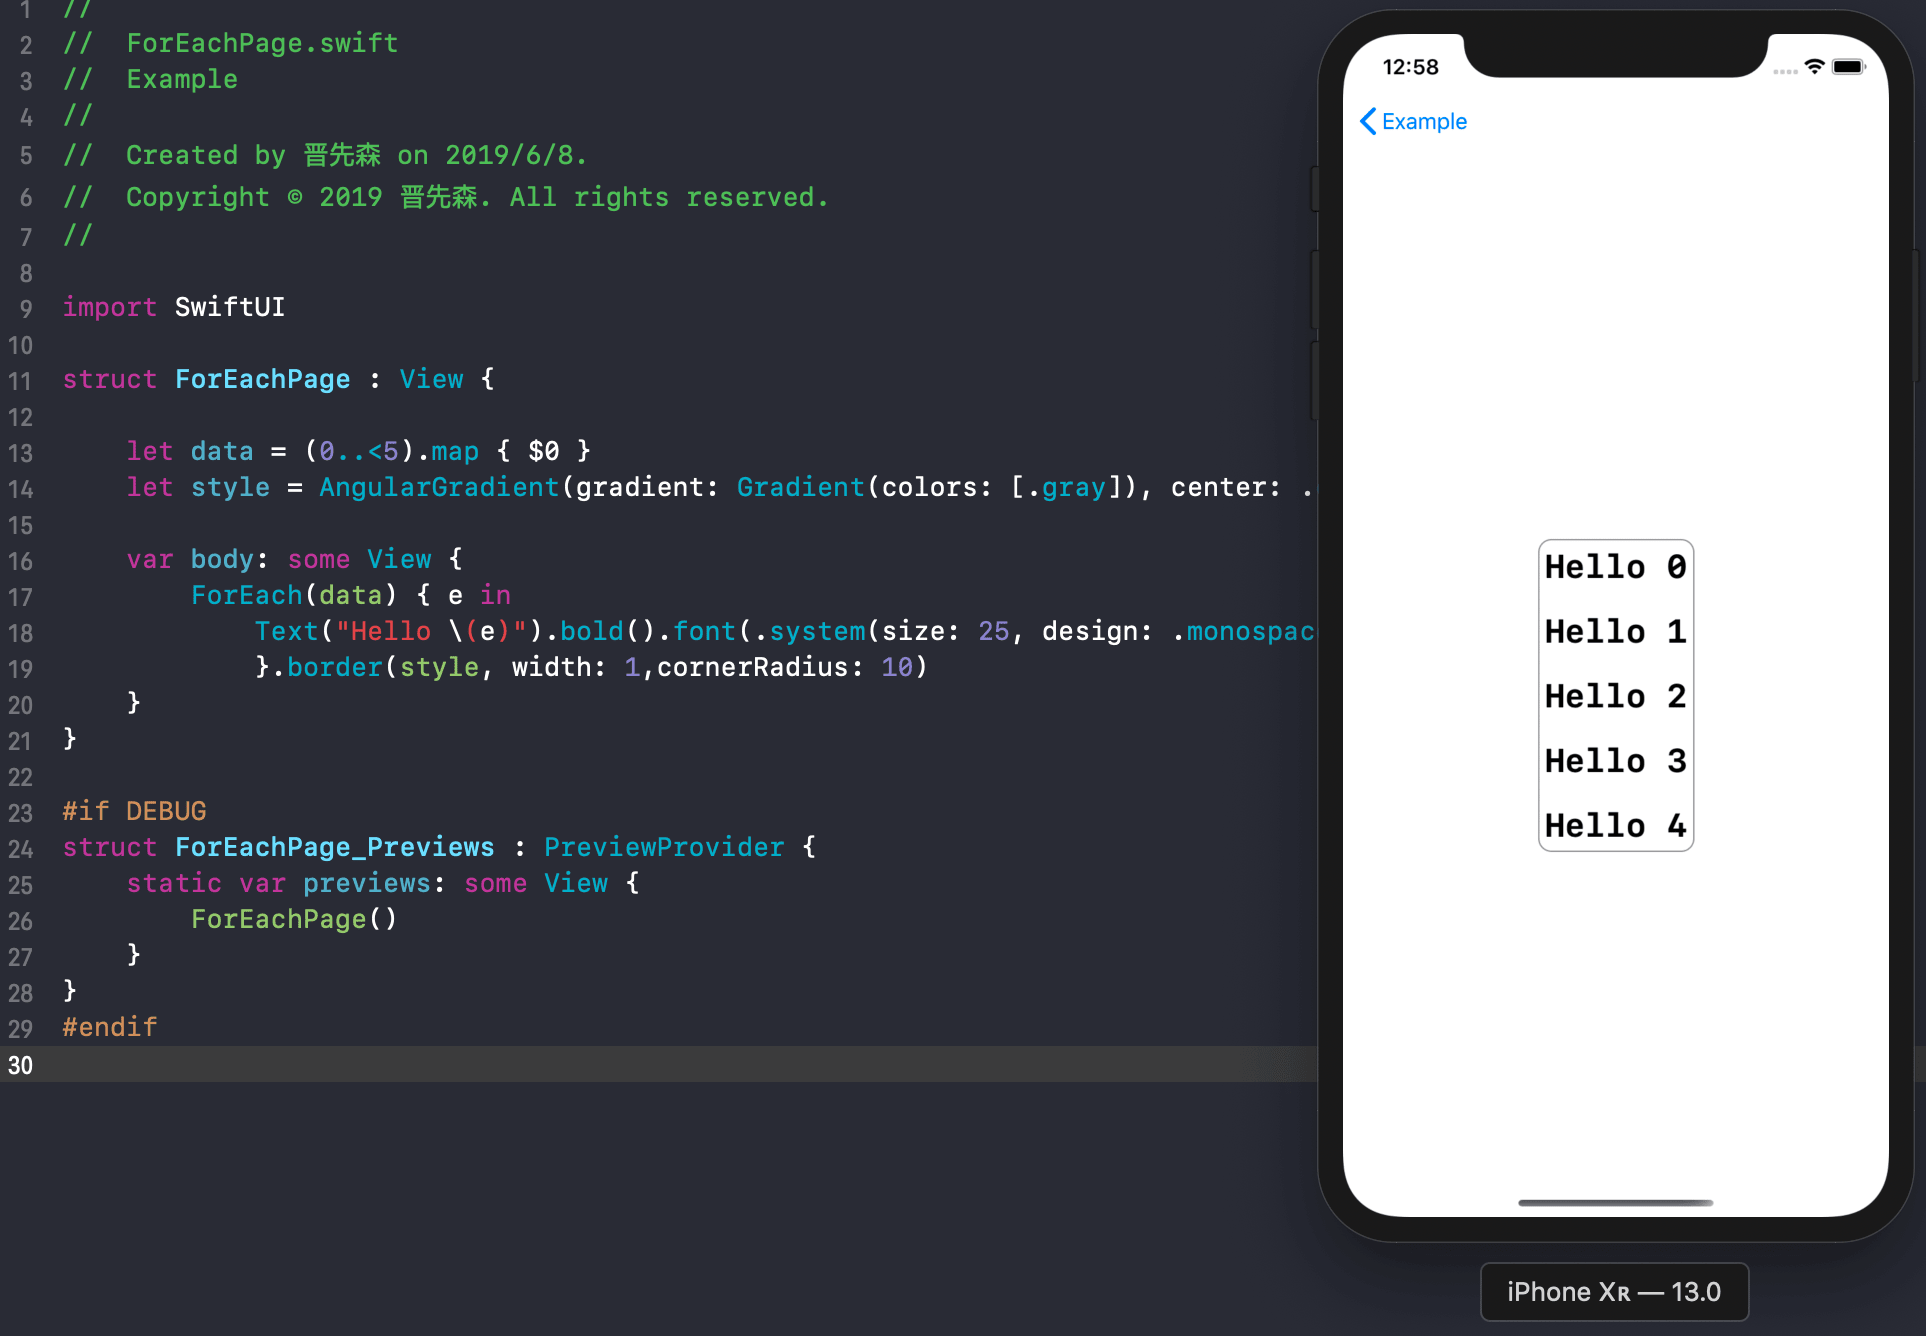 1 //
2 //  ForEachPage.swift
3 //  Example
4 //
5 //  Created by 晋先森 on 2019/6/8.
6 //  Copyright © 2019 晋先森. All rights reserved.
7 //
8
9 import SwiftUI
10
11 struct ForEachPage : View {
12
13     let data = (0..<5).map { $0 }
14     let style = AngularGradient(gradient: Gradient(colors: [.gray]), center: .
15
16     var body: some View {
17         ForEach(data) { e in
18             Text("Hello \(e)").bold().font(.system(size: 25, design: .monospac
19             }.border(style, width: 1,cornerRadius: 10)
20     }
21 }
22
23 #if DEBUG
24 struct ForEachPage_Previews : PreviewProvider {
25     static var previews: some View {
26         ForEachPage()
27     }
28 }
29 #endif
30
12:58
Example
Hello 0
Hello 1
Hello 2
Hello 3
Hello 4
iPhone Xʀ — 13.0